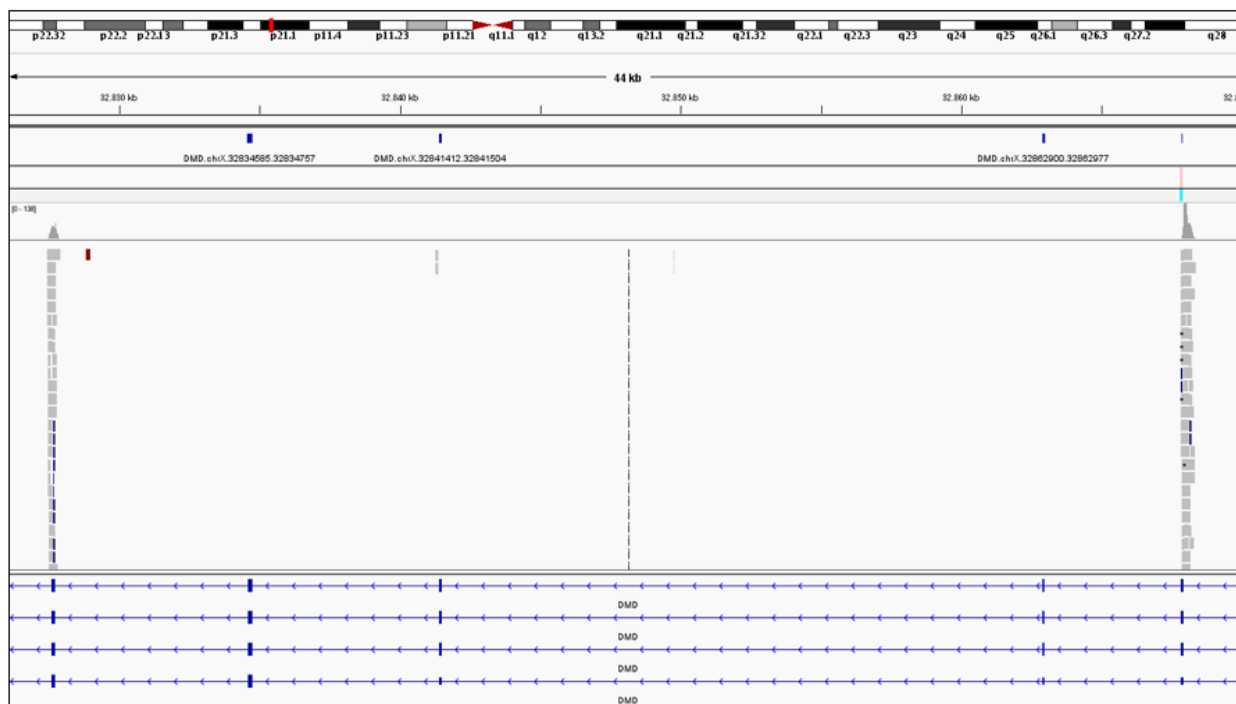 p22.32 p22.2 p22.13 p21.3 p21.1 p11.4 p11.23 p11.21 q11.1 q12 q13.2 q21.1 q21.2 q21.32 q22.1 q22.3 q23 q24 q25 q26.1 q26.3 q27.2 q28
44 kb
32.830 kb 32.840 kb 32.850 kb 32.860 kb
DMD.chrX.32834585.32834757 DMD.chrX.32841412.32841504 DMD.chrX.32862900.32862977
[0 - 138]
DMD
DMD
DMD
DMD